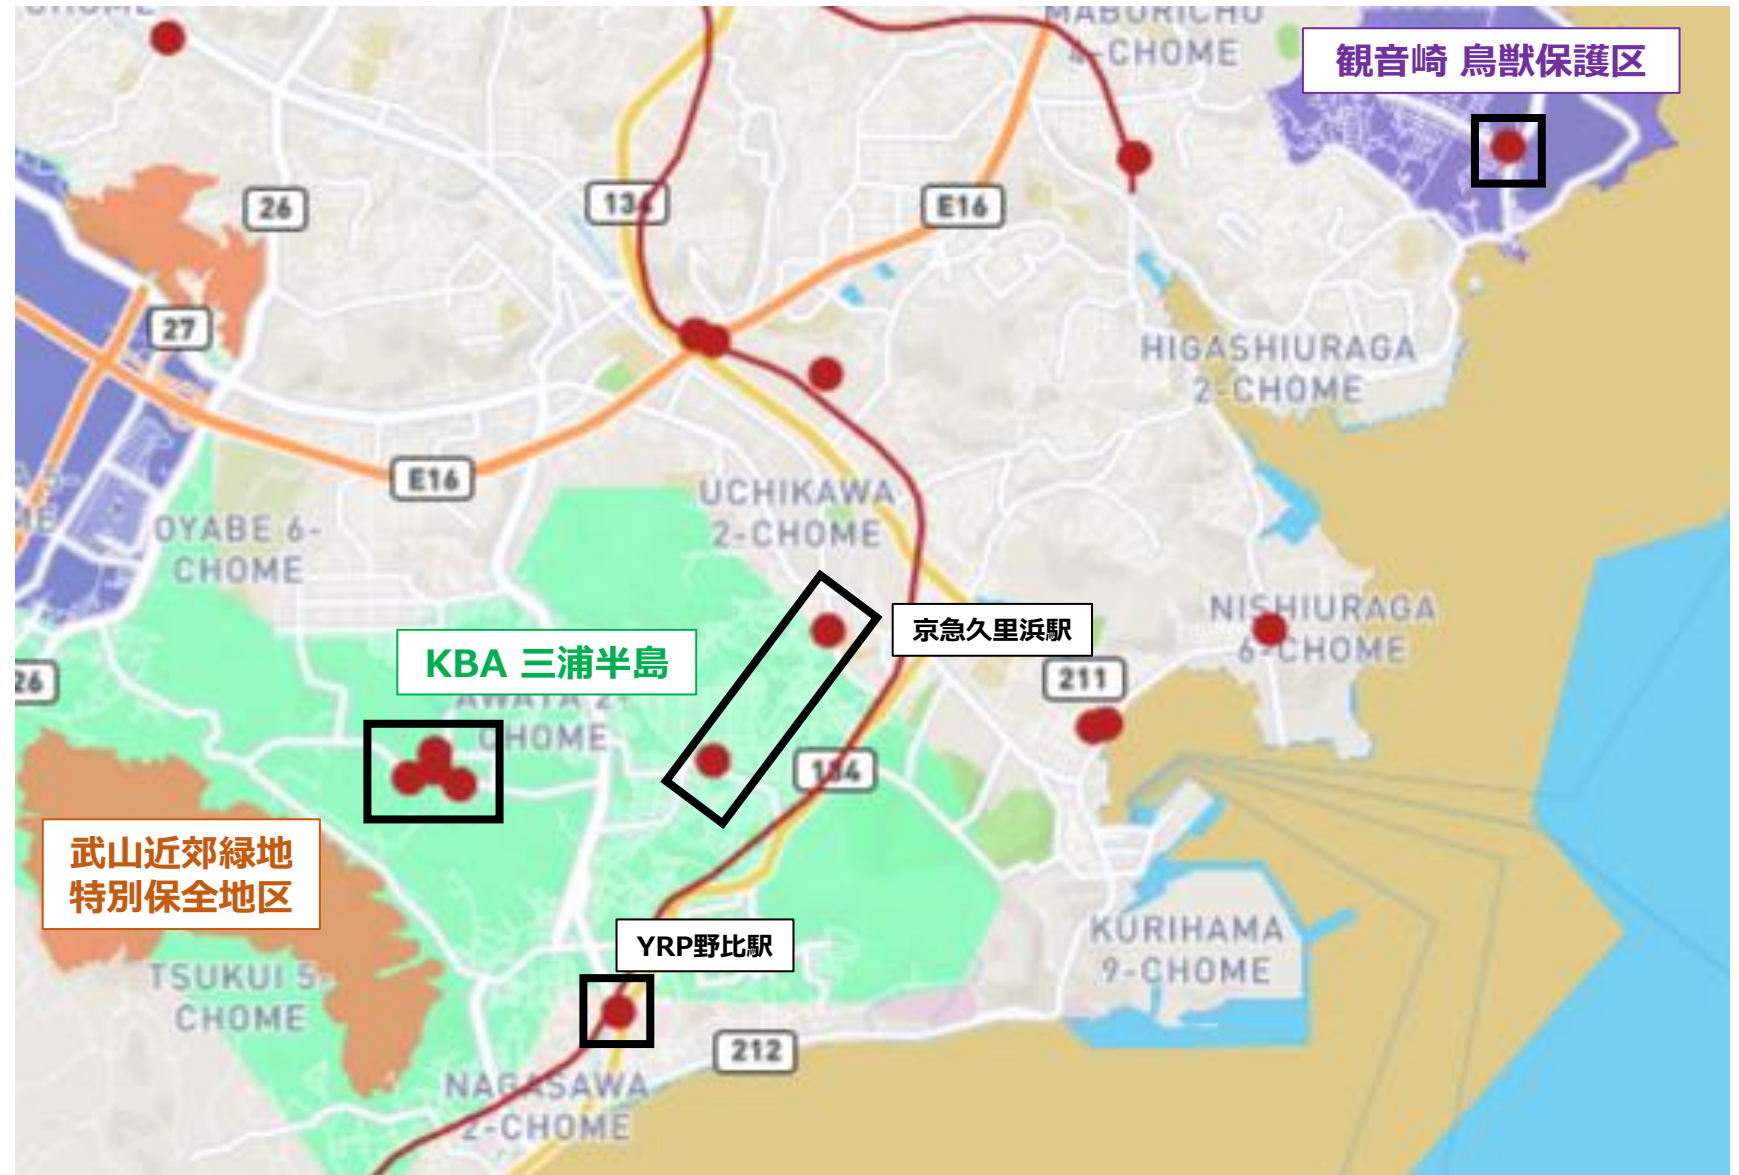 CHOME
MABORICHO
4-CHOME
観音崎 鳥獣保護区
26
134
E16
27
HIGASHIURAGA
2-CHOME
E16
UCHIKAWA
2-CHOME
OYABE 6-
CHOME
京急久里浜駅
NISHIURAGA
6-CHOME
KBA 三浦半島
26
211
CHOME
134
武山近郊緑地
特別保全地区
YRP野比駅
KURIHAMA
9-CHOME
TSUKUI 5-
CHOME
212
NAGASAWA
2-CHOME